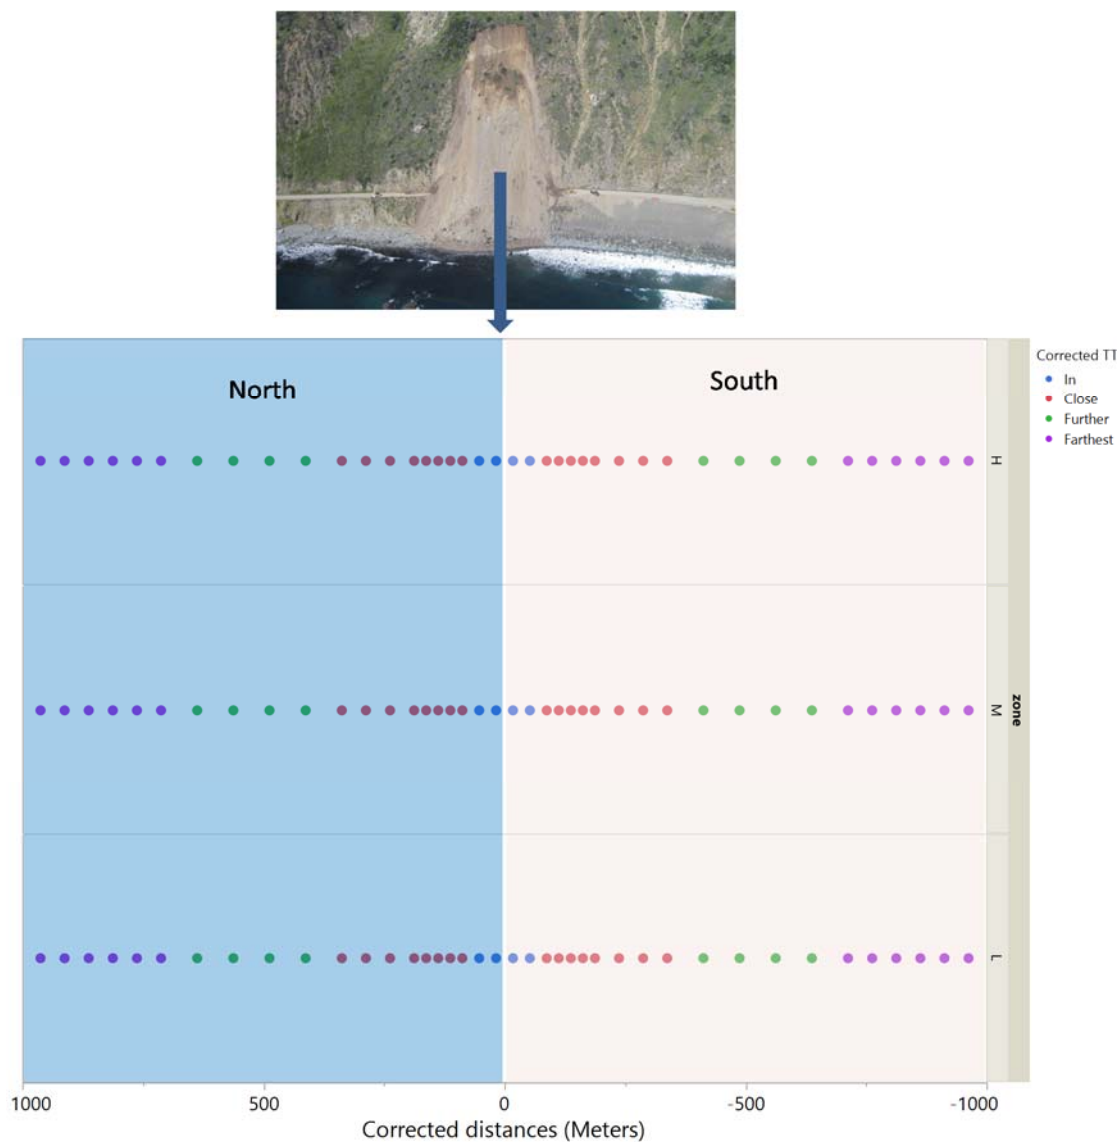 North
South
Corrected TT
In
Close
Further
Farthest
H
M
L
zone
1000
500
0
-500
-1000
Corrected distances (Meters)